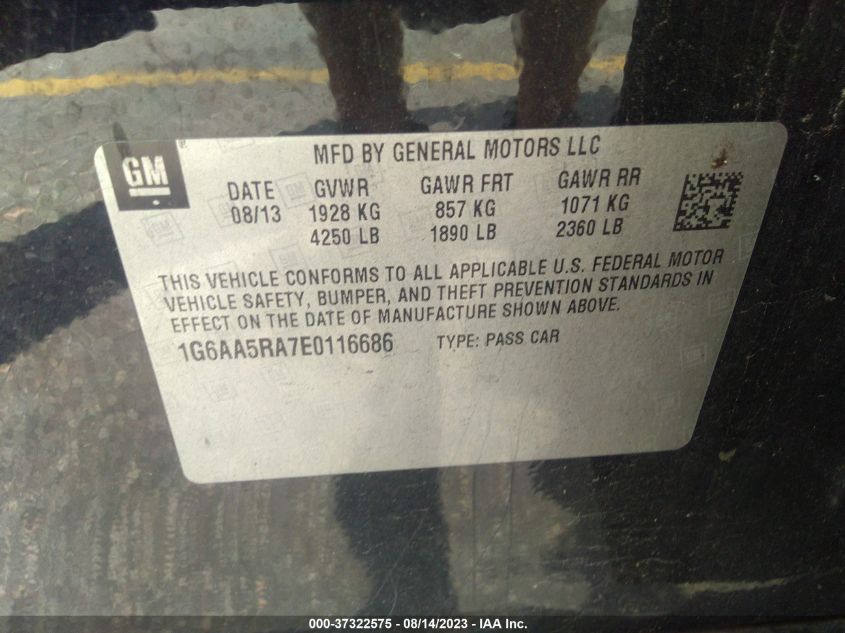 GM
MFD BY GENERAL MOTORS LLC
DATE GVWR GAWR FRT GAWR RR
08/13 1928 KG 857 KG 1071 KG
4250 LB 1890 LB 2360 LB
THIS VEHICLE CONFORMS TO ALL APPLICABLE U.S. FEDERAL MOTOR
VEHICLE SAFETY, BUMPER, AND THEFT PREVENTION STANDARDS IN
EFFECT ON THE DATE OF MANUFACTURE SHOWN ABOVE.
1G6AA5RA7E0116686 TYPE: PASS CAR
000-37322575 - 08/14/2023 - IAA Inc.